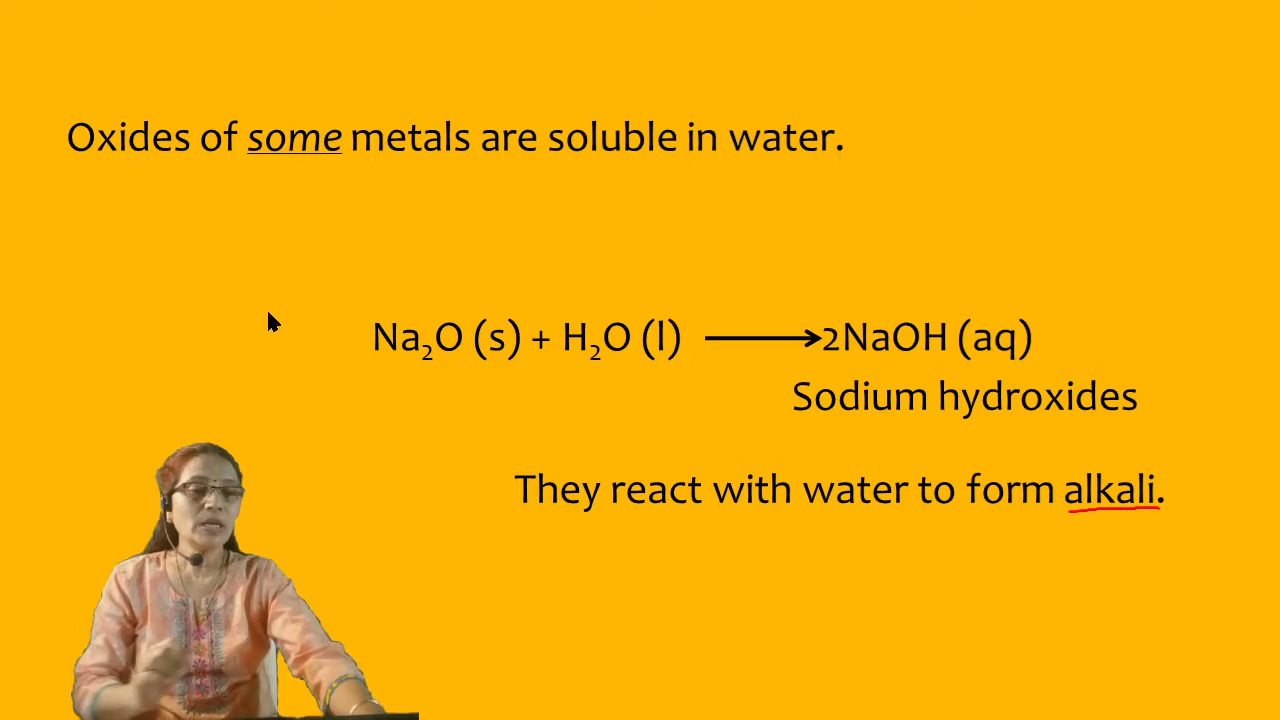 Oxides of some metals are soluble in water.
Na₂O (s) + H₂O (l) ⟶ 2NaOH (aq)
Sodium hydroxides
They react with water to form alkali.